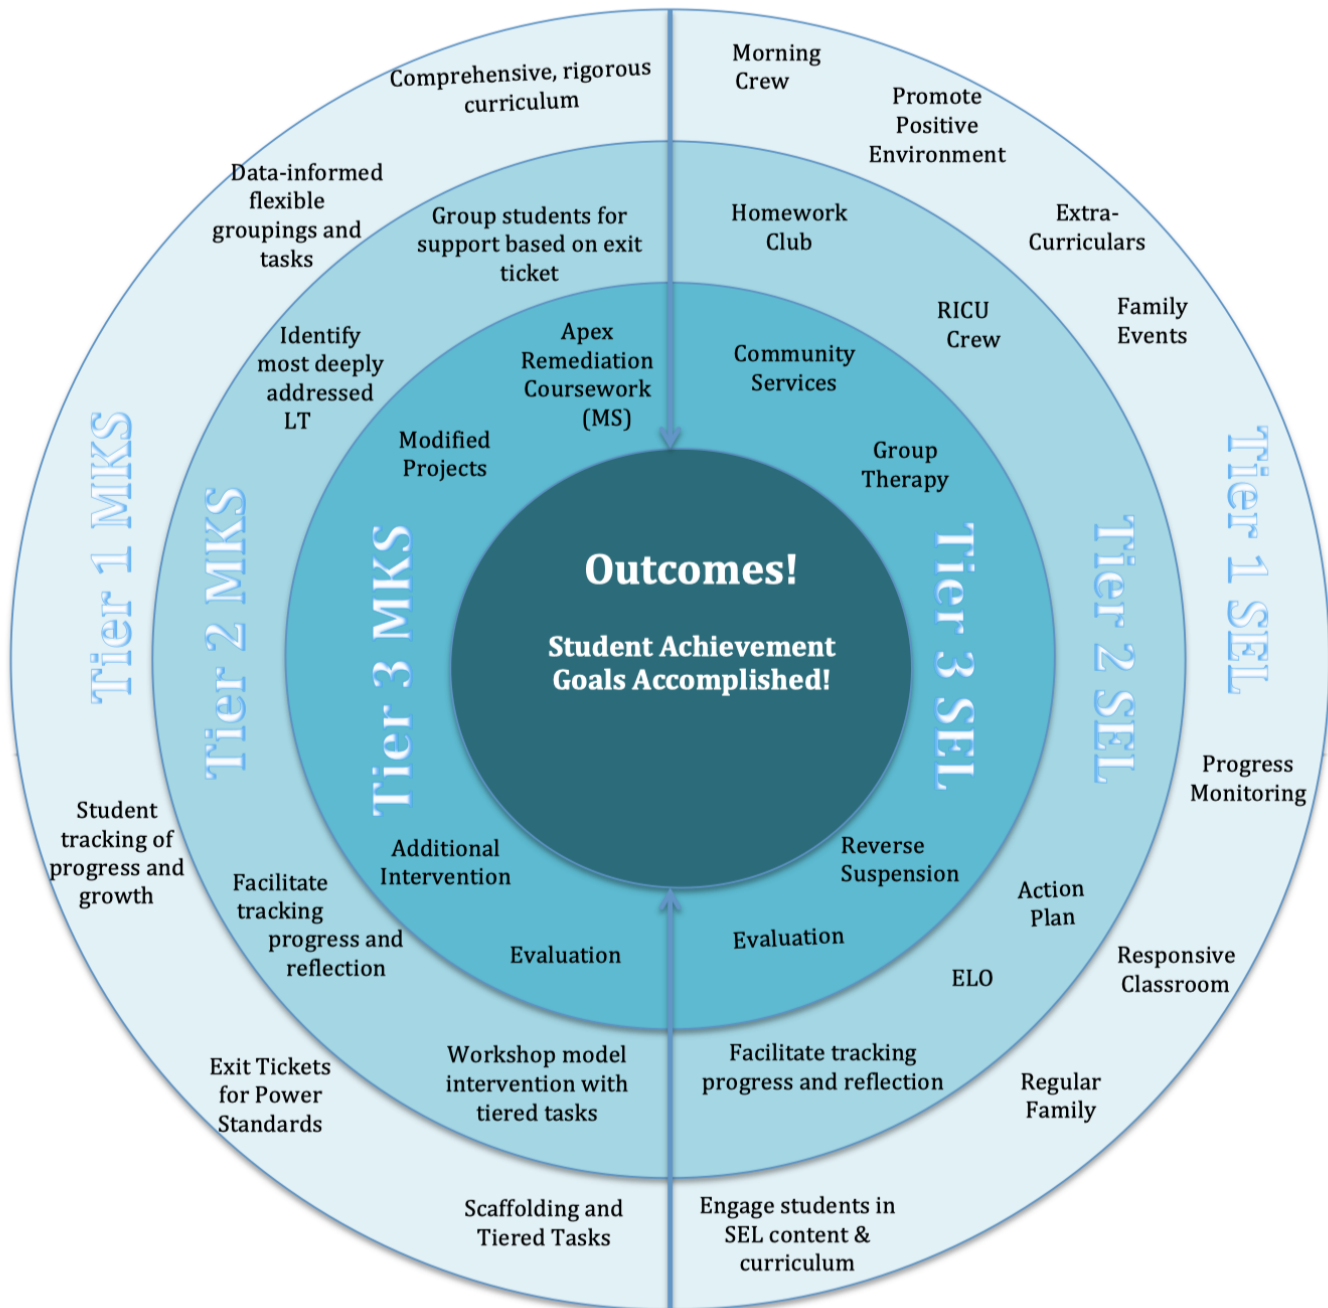 Comprehensive, rigorous
curriculum
Data-informed
flexible
groupings and
tasks
Tier 1 MKS
Student
tracking of
progress and
growth
Exit Tickets
for Power
Standards
Scaffolding and
Tiered Tasks
Group students for
support based on exit
ticket
Identify
most deeply
addressed
LT
Tier 2 MKS
Facilitate
tracking
progress and
reflection
Workshop model
intervention with
tiered tasks
Apex
Remediation
Coursework
(MS)
Modified
Projects
Tier 3 MKS
Additional
Intervention
Evaluation
Outcomes!
Student Achievement
Goals Accomplished!
Community
Services
Group
Therapy
Tier 3 SEL
Reverse
Suspension
Evaluation
Homework
Club
RICU
Crew
Tier 2 SEL
Action
Plan
ELO
Facilitate tracking
progress and reflection
Morning
Crew
Promote
Positive
Environment
Extra-
Curriculars
Family
Events
Tier 1 SEL
Progress
Monitoring
Responsive
Classroom
Regular
Family
Engage students in
SEL content &
curriculum